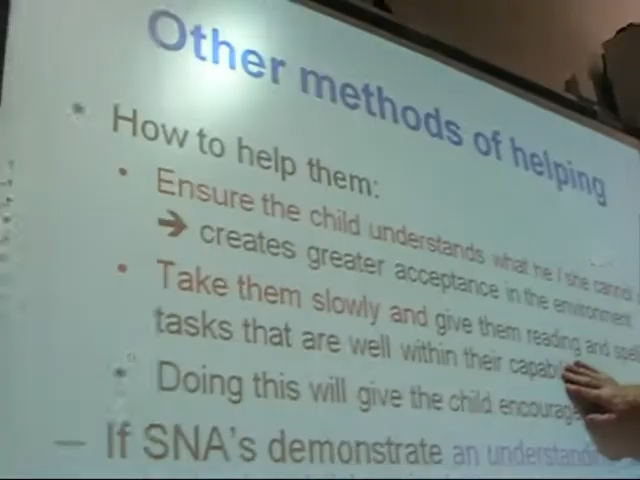 Other methods of helping
How to help them:
Ensure the child understands what he / she cannot
➔ creates greater acceptance in the environment
Take them slowly and give them reading and
tasks that are well within their
Doing this will give the child
– If SNA's demonstrate an